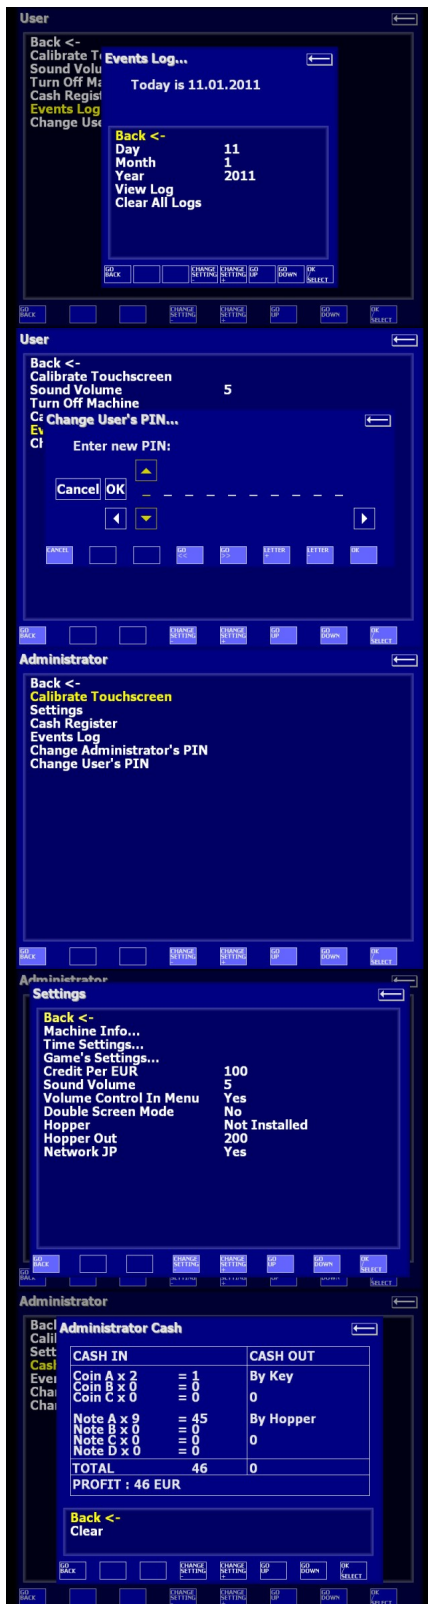 User
Back <-
Calibrate T
Sound Volu
Turn Off Ma
Cash Regist
Events Log
Change Use
Events Log...
Today is 11.01.2011
Back <-
Day 11
Month 1
Year 2011
View Log
Clear All Logs
GO BACK CHANGE SETTING - CHANGE SETTING + GO UP GO DOWN OK / SELECT
GO BACK CHANGE SETTING - CHANGE SETTING + GO UP GO DOWN OK / SELECT
User
Back <-
Calibrate Touchscreen
Sound Volume 5
Turn Off Machine
Ca
Ev
Ch
Change User's PIN...
Enter new PIN:
Cancel OK _ _ _ _ _ _ _ _ _ _
CANCEL GO << GO >> LETTER + LETTER - OK
GO BACK CHANGE SETTING - CHANGE SETTING + GO UP GO DOWN OK / SELECT
Administrator
Back <-
Calibrate Touchscreen
Settings
Cash Register
Events Log
Change Administrator's PIN
Change User's PIN
GO BACK CHANGE SETTING - CHANGE SETTING + GO UP GO DOWN OK / SELECT
Administrator
Settings
Back <-
Machine Info...
Time Settings...
Game's Settings...
Credit Per EUR 100
Sound Volume 5
Volume Control In Menu Yes
Double Screen Mode No
Hopper Not Installed
Hopper Out 200
Network JP Yes
GO BACK CHANGE SETTING - CHANGE SETTING + GO UP GO DOWN OK / SELECT
Administrator
Back
Cali
Sett
Cash
Ever
Char
Char
Administrator Cash
CASH IN CASH OUT
Coin A x 2 = 1 By Key
Coin B x 0 = 0
Coin C x 0 = 0 0
Note A x 9 = 45 By Hopper
Note B x 0 = 0
Note C x 0 = 0 0
Note D x 0 = 0
TOTAL 46 0
PROFIT : 46 EUR
Back <-
Clear
GO BACK CHANGE SETTING - CHANGE SETTING + GO UP GO DOWN OK / SELECT
GO BACK CHANGE SETTING - CHANGE SETTING + GO UP GO DOWN OK / SELECT